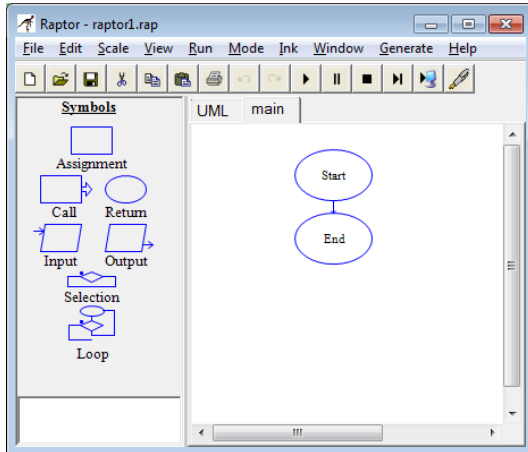 Raptor - raptor1.rap
File Edit Scale View Run Mode Ink Window Generate Help
Symbols
Assignment
Call Return
Input Output
Selection
Loop
UML main
Start
End